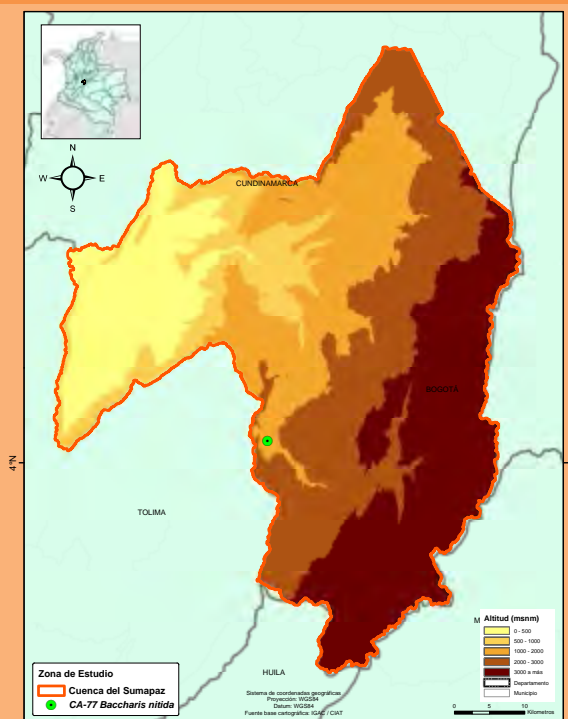 N
W E
S
CUNDINAMARCA
BOGOTÁ
4°N
TOLIMA
HUILA
M
Zona de Estudio
Cuenca del Sumapaz
CA-77 Baccharis nitida
Sistema de coordenadas geográficas
Proyección: WGS84
Datum: WGS84
Fuente base cartográfica: IGAC / CIAT
Altitud (msnm)
0 - 500
500 - 1000
1000 - 2000
2000 - 3000
3000 a más
Departamento
Municipio
0 5 10
Kilometros